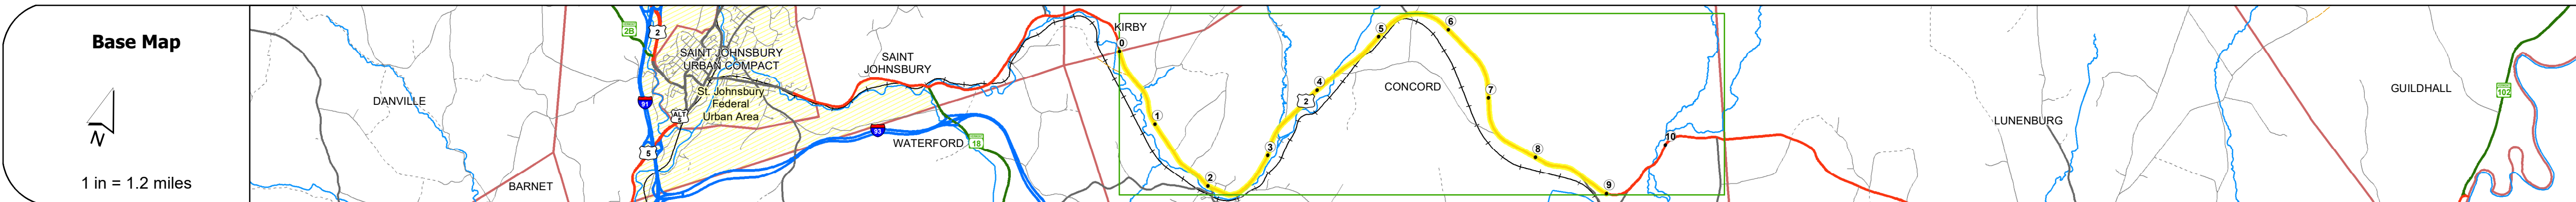 Base Map
N
1 in = 1.2 miles
2B
2
SAINT JOHNSBURY
URBAN COMPACT
St. Johnsbury
Federal
Urban Area
91
ALT
5
5
DANVILLE
BARNET
SAINT
JOHNSBURY
93
WATERFORD
18
KIRBY
0
1
2
3
2
4
5
6
7
8
9
10
CONCORD
LUNENBURG
GUILDHALL
102